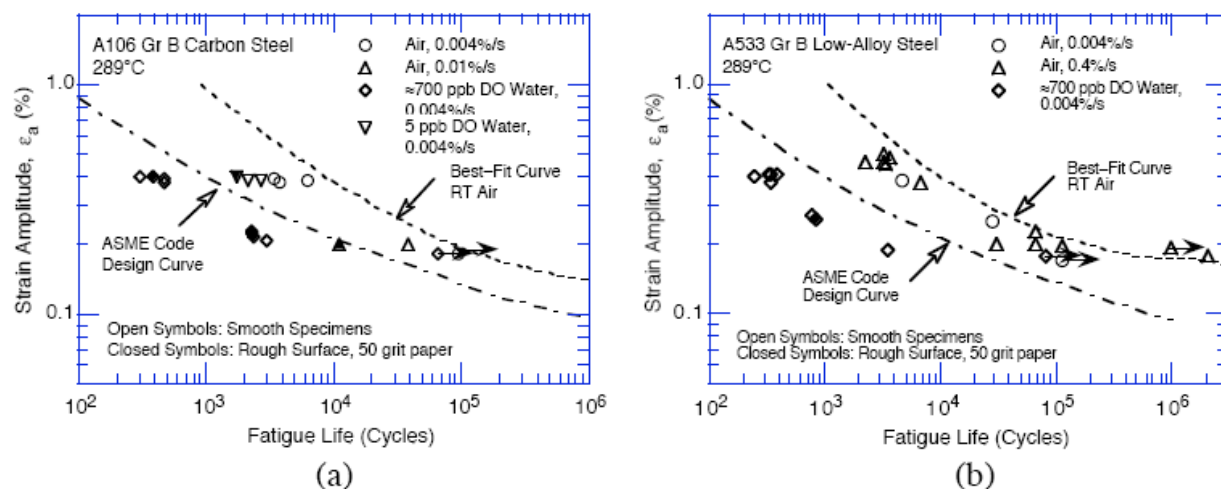 A106 Gr B Carbon Steel
289°C
Air, 0.004%/s
Air, 0.01%/s
≈700 ppb DO Water,
0.004%/s
5 ppb DO Water,
0.004%/s
1.0
0.1
Strain Amplitude, εa (%)
Best–Fit Curve
RT Air
ASME Code
Design Curve
Open Symbols: Smooth Specimens
Closed Symbols: Rough Surface, 50 grit paper
10² 10³ 10⁴ 10⁵ 10⁶
Fatigue Life (Cycles)
(a)
A533 Gr B Low-Alloy Steel
289°C
Air, 0.004%/s
Air, 0.4%/s
≈700 ppb DO Water,
0.004%/s
1.0
0.1
Strain Amplitude, εa (%)
Best–Fit Curve
RT Air
ASME Code
Design Curve
Open Symbols: Smooth Specimens
Closed Symbols: Rough Surface, 50 grit paper
10² 10³ 10⁴ 10⁵ 10⁶
Fatigue Life (Cycles)
(b)